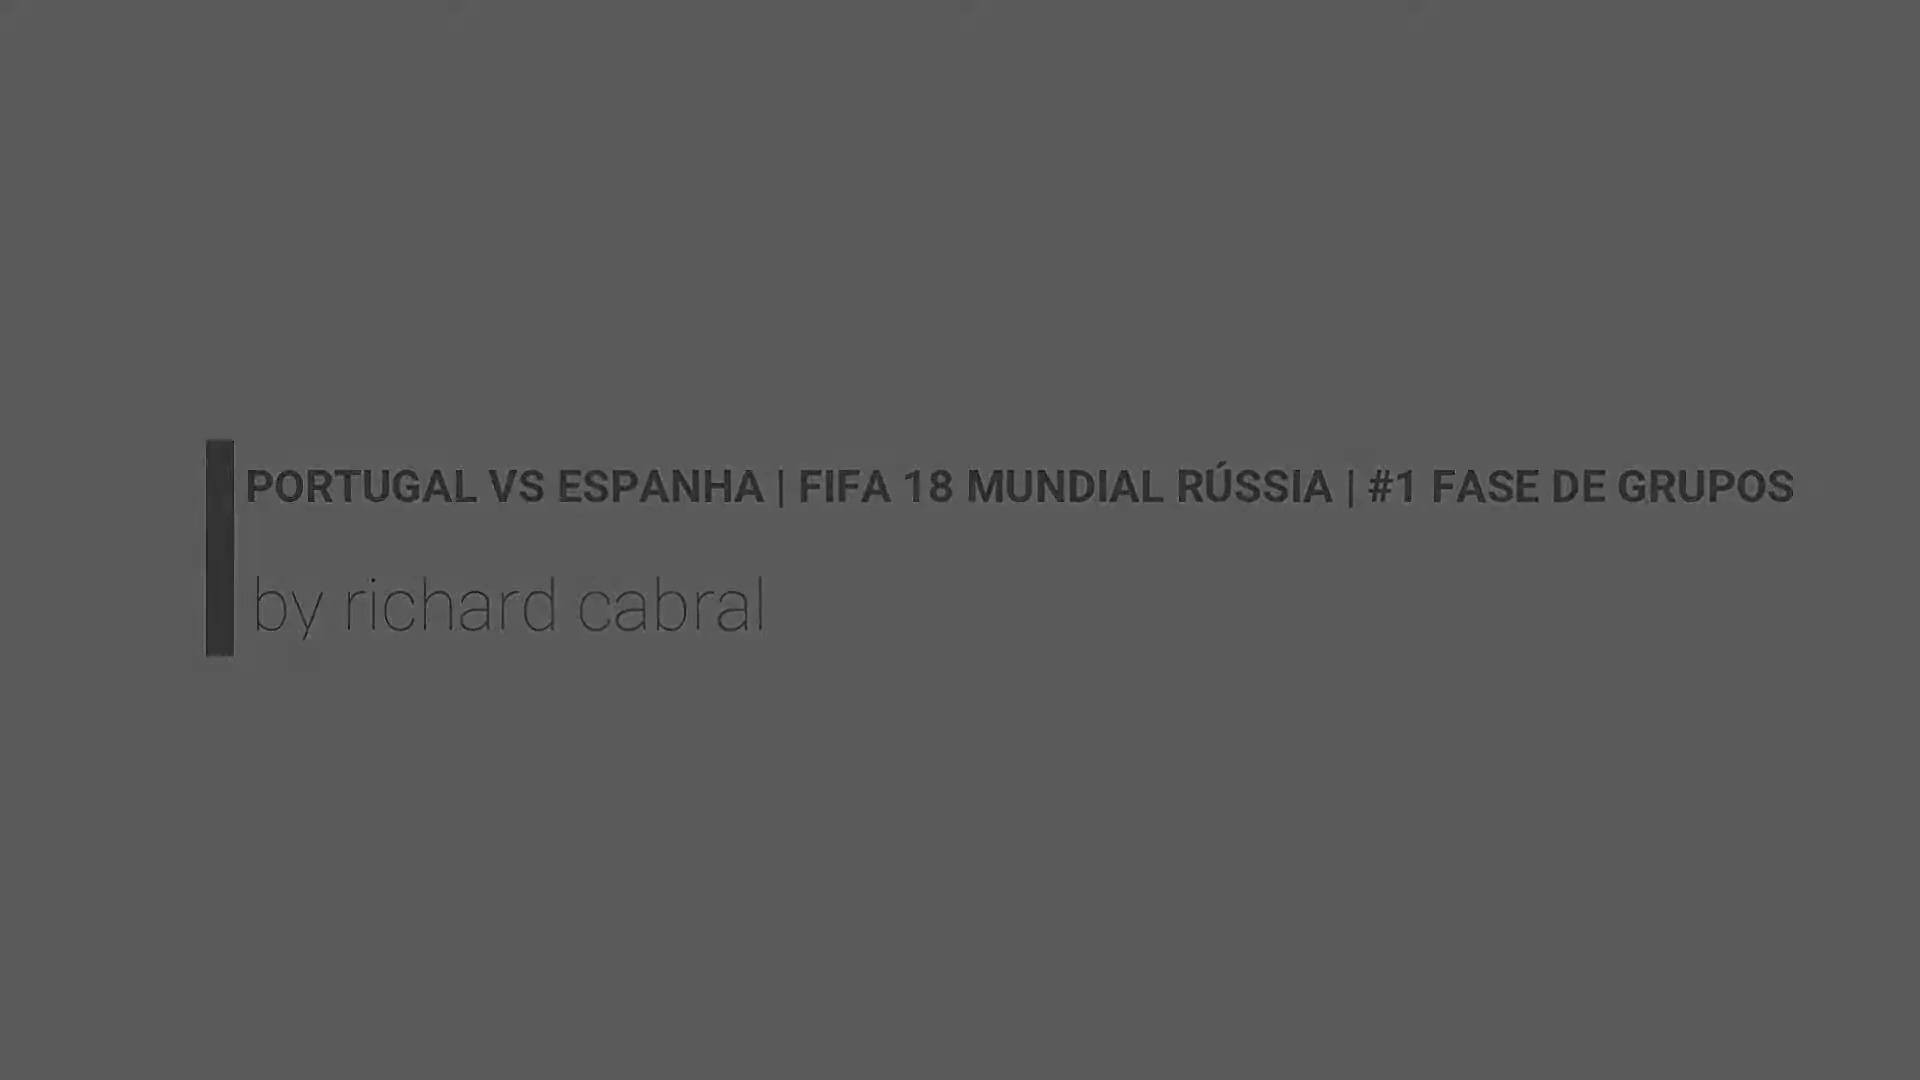 PORTUGAL VS ESPANHA | FIFA 18 MUNDIAL RÚSSIA | #1 FASE DE GRUPOS
by richard cabral